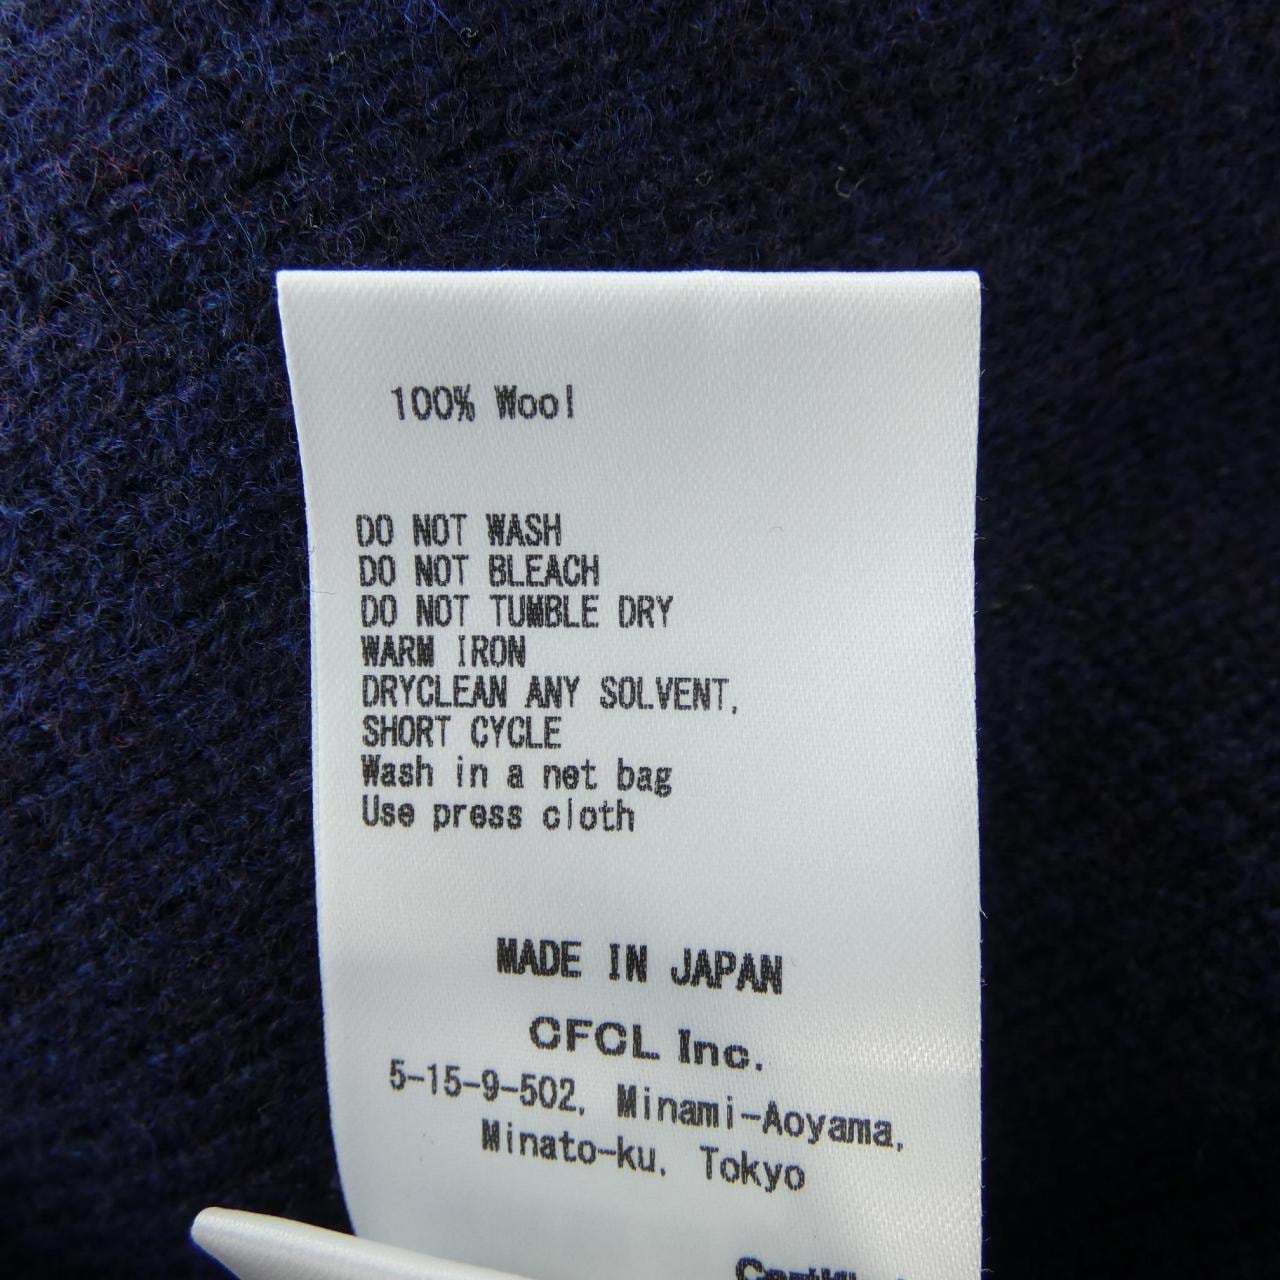 100% Wool
DO NOT WASH
DO NOT BLEACH
DO NOT TUMBLE DRY
WARM IRON
DRYCLEAN ANY SOLVENT,
SHORT CYCLE
Wash in a net bag
Use press cloth
MADE IN JAPAN
CFCL Inc.
5-15-9-502, Minami-Aoyama,
Minato-ku, Tokyo